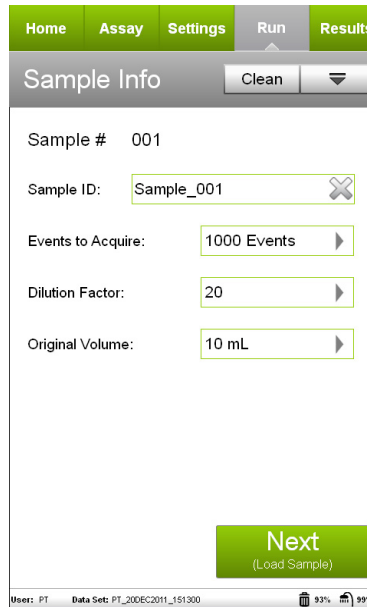 Home Assay Settings Run Results
Sample Info Clean
Sample # 001
Sample ID: Sample_001
Events to Acquire: 1000 Events
Dilution Factor: 20
Original Volume: 10 mL
Next
(Load Sample)
User: PT Data Set: PT_20DEC2011_151300 93% 99%